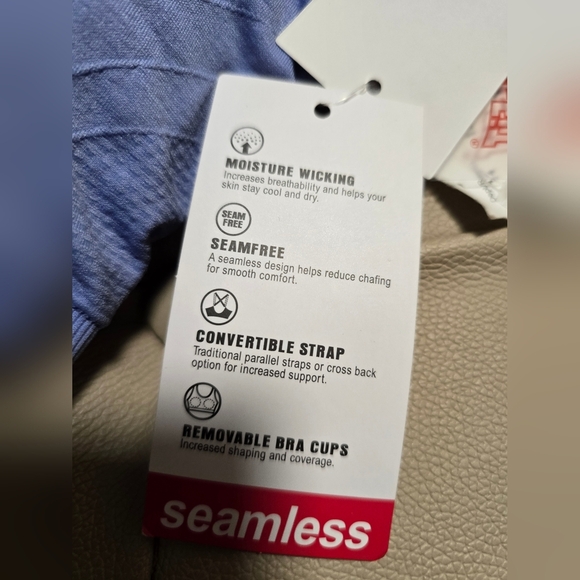 MOISTURE WICKING
Increases breathability and helps your
skin stay cool and dry.
SEAM
FREE
SEAMFREE
A seamless design helps reduce chafing
for smooth comfort.
CONVERTIBLE STRAP
Traditional parallel straps or cross back
option for increased support.
REMOVABLE BRA CUPS
Increased shaping and coverage.
seamless